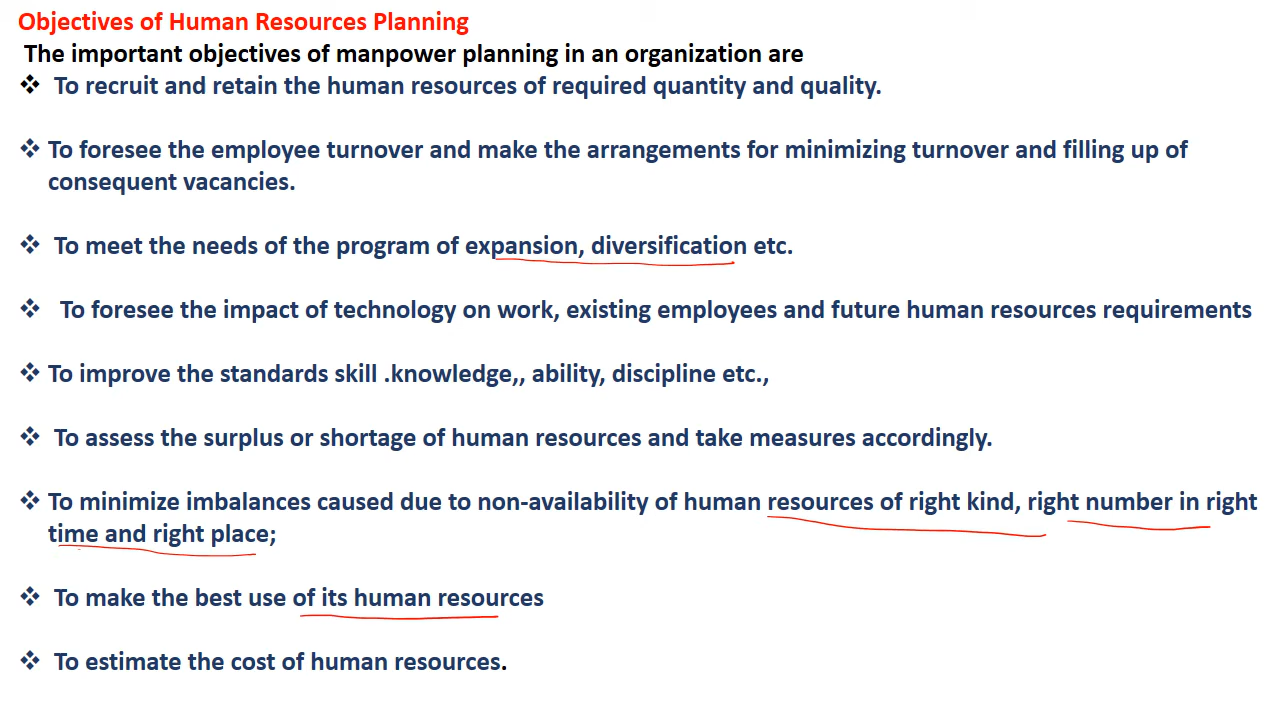 Objectives of Human Resources Planning
The important objectives of manpower planning in an organization are
❖ To recruit and retain the human resources of required quantity and quality.
❖ To foresee the employee turnover and make the arrangements for minimizing turnover and filling up of
consequent vacancies.
❖ To meet the needs of the program of expansion, diversification etc.
❖ To foresee the impact of technology on work, existing employees and future human resources requirements
❖ To improve the standards skill .knowledge,, ability, discipline etc.,
❖ To assess the surplus or shortage of human resources and take measures accordingly.
❖ To minimize imbalances caused due to non-availability of human resources of right kind, right number in right
time and right place;
❖ To make the best use of its human resources
❖ To estimate the cost of human resources.